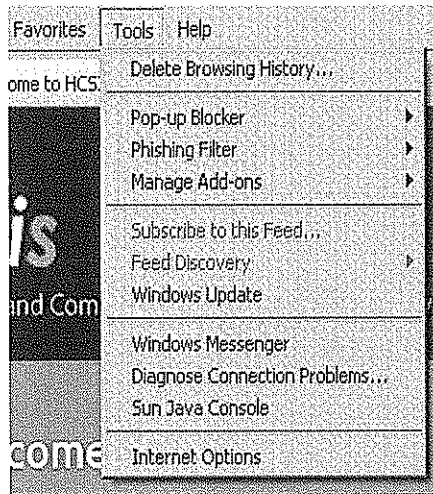 Favorites Tools Help
ome to HCS
Delete Browsing History...
Pop-up Blocker
Phishing Filter
Manage Add-ons
is
Subscribe to this Feed...
Feed Discovery
and Com
Windows Update
Windows Messenger
Diagnose Connection Problems...
Sun Java Console
come
Internet Options